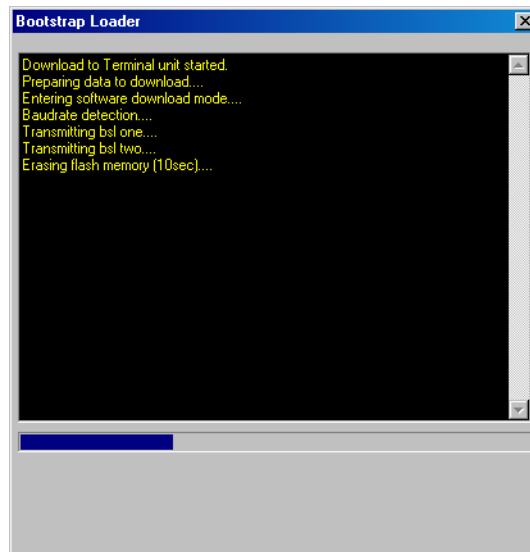 Bootstrap Loader
Download to Terminal unit started.
Preparing data to download....
Entering software download mode....
Baudrate detection....
Transmitting bsl one....
Transmitting bsl two....
Erasing flash memory (10sec)....